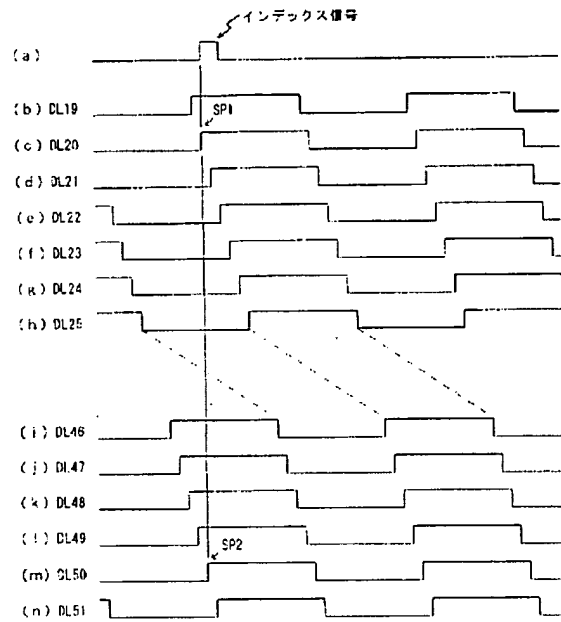 インデックス信号
(a)
(b) DL19
SP1
(c) DL20
(d) DL21
(e) DL22
(f) DL23
(g) DL24
(h) DL25
(i) DL46
(j) DL47
(k) DL48
(l) DL49
SP2
(m) DL50
(n) DL51